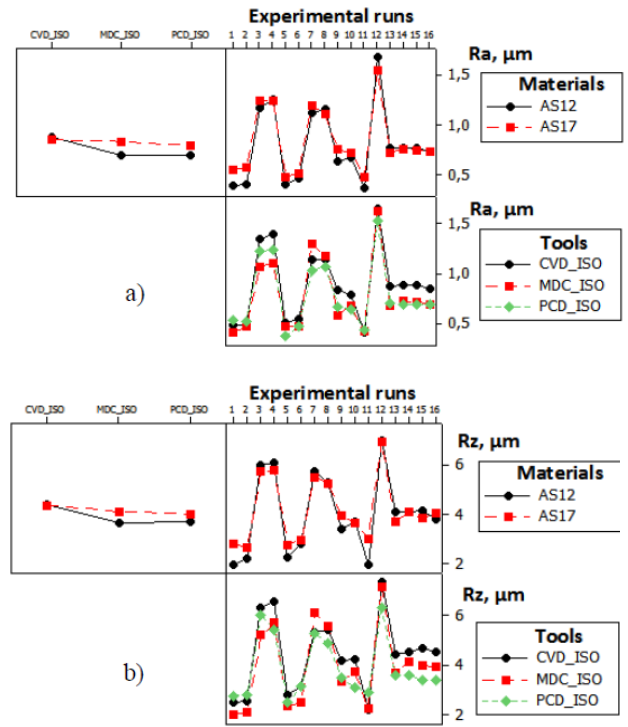 Experimental runs
CVD_ISO MDC_ISO PCD_ISO
1 2 3 4 5 6 7 8 9 10 11 12 13 14 15 16
Ra, μm
1,5
1,0
0,5
Materials
AS12
AS17
Ra, μm
1,5
1,0
0,5
Tools
CVD_ISO
MDC_ISO
PCD_ISO
a)
Experimental runs
CVD_ISO MDC_ISO PCD_ISO
1 2 3 4 5 6 7 8 9 10 11 12 13 14 15 16
Rz, μm
6
4
2
Materials
AS12
AS17
Rz, μm
6
4
2
Tools
CVD_ISO
MDC_ISO
PCD_ISO
b)